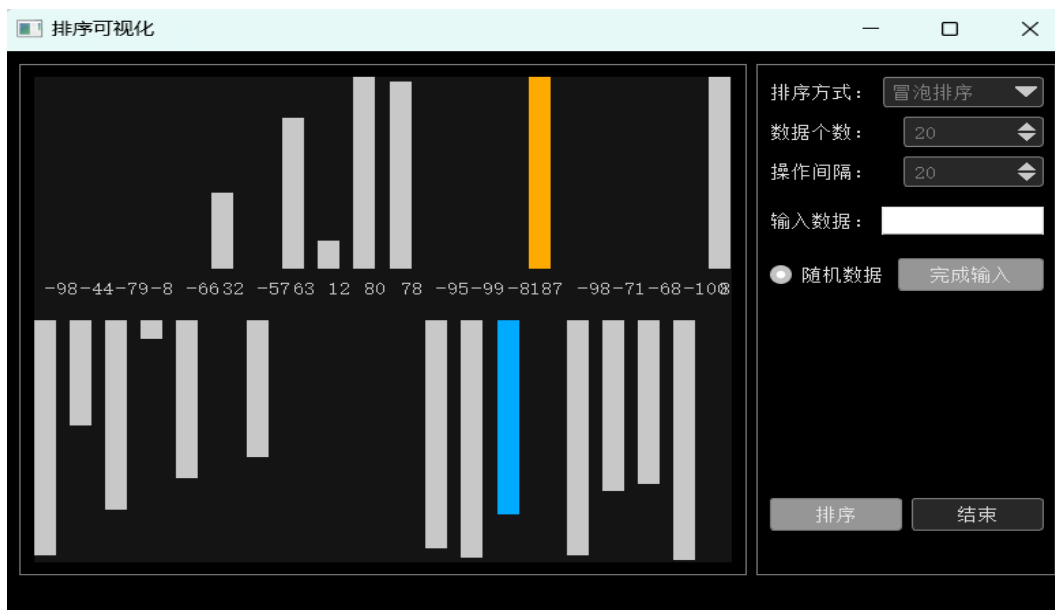 排序可视化
排序方式： 冒泡排序
数据个数： 20
操作间隔： 20
输入数据：
随机数据 完成输入
-98-44-79-8 -6632 -5763 12 80 78 -95-99-8187 -98-71-68-100
排序 结束